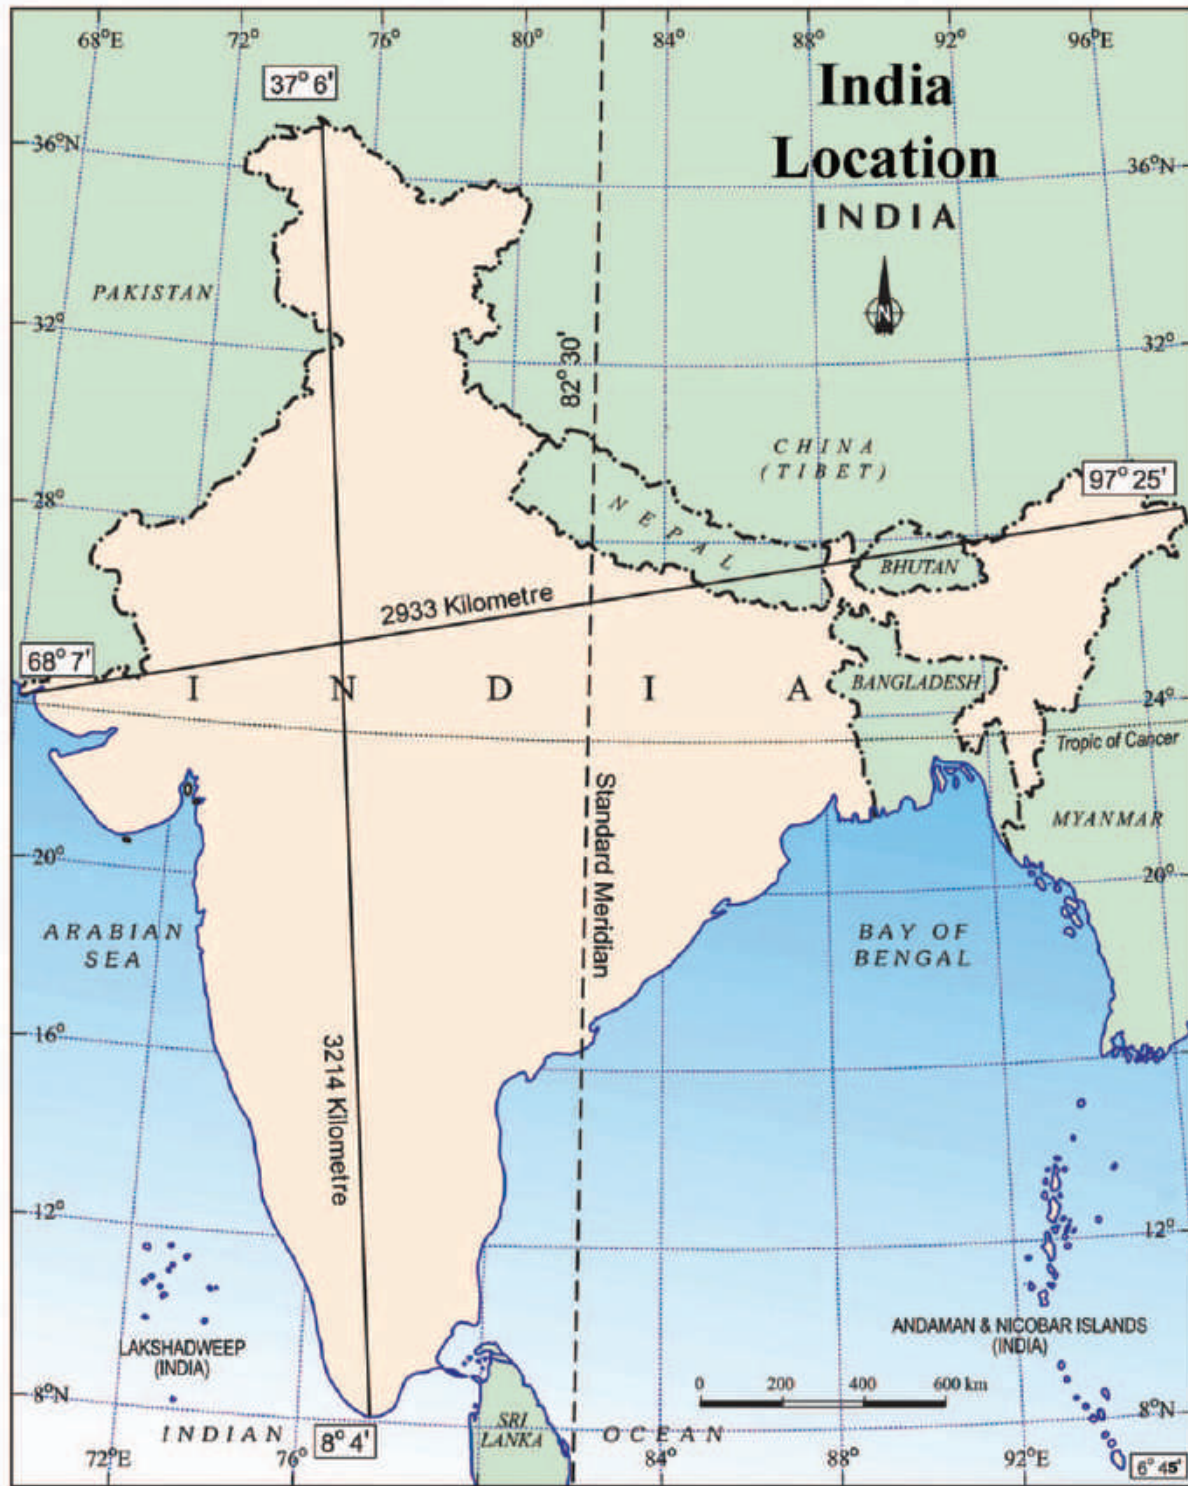 68°E
72°
76°
80°
84°
88°
92°
96°E
37° 6'
India
Location
INDIA
N
36°N
36°N
PAKISTAN
32°
32°
82° 30'
CHINA
(TIBET)
97° 25'
28°
NEPAL
BHUTAN
2933 Kilometre
68° 7'
I N D I A
BANGLADESH
24°
Tropic of Cancer
Standard Meridian
MYANMAR
20°
20°
ARABIAN
SEA
BAY OF
BENGAL
16°
3214 Kilometre
12°
12°
LAKSHADWEEP
(INDIA)
ANDAMAN & NICOBAR ISLANDS
(INDIA)
0 200 400 600 km
8°N
8°N
INDIAN OCEAN
SRI
LANKA
8° 4'
72°E
76°
84°
88°
92°E
6° 45'